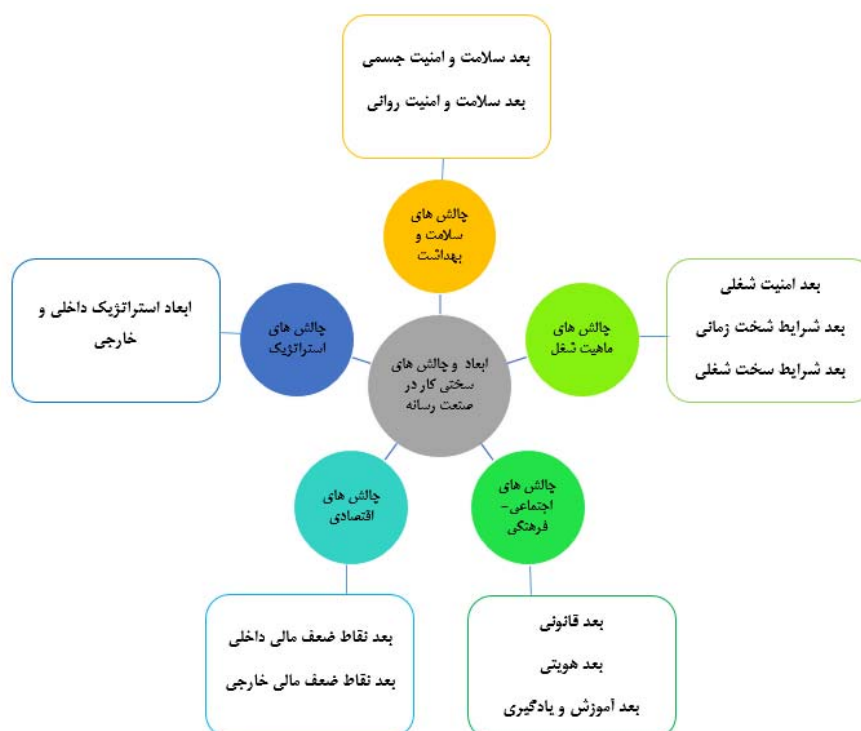 بعد سلامت و امنیت جسمی
بعد سلامت و امنیت روانی
چالش های
سلامت و
بهداشت
بعد امنیت شغلی
بعد شرایط شخت زمانی
بعد شرایط سخت شغلی
چالش های
ماهیت شغل
ابعاد استراتژیک داخلی و
خارجی
چالش های
استراتژیک
ابعاد و چالش های
سختی کار در
صنعت رسانه
چالش های
اجتماعی-
فرهنگی
بعد قانونی
بعد هویتی
بعد آموزش و یادگیری
چالش های
اقتصادی
بعد نقاط ضعف مالی داخلی
بعد نقاط ضعف مالی خارجی